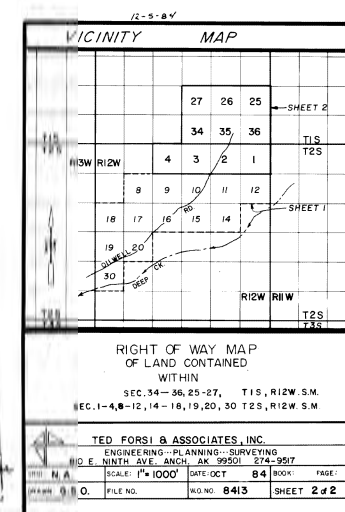 12-5-84
VICINITY MAP
27 26 25
SHEET 2
34 35 36
T1S
T2S
R13W R12W
4 3 2 1
8 9 10 11 12
SHEET 1
18 17 16 15 14
RD
19 20
OILWELL
DEEP CK.
30
R12W R11W
T2S
T3S
RIGHT OF WAY MAP
OF LAND CONTAINED
WITHIN
SEC. 34-36, 25-27, T1S, R12W. S.M.
SEC. 1-4, 8-12, 14-18, 19, 20, 30 T2S, R12W. S.M.
TED FORSI & ASSOCIATES, INC.
ENGINEERING---PLANNING---SURVEYING
E. NINTH AVE. ANCH. AK 99501 274-9517
N.A. SCALE: 1"= 1000' DATE: OCT 84 BOOK: PAGE:
FILE NO. W.O. NO. 8413 SHEET 2 of 2